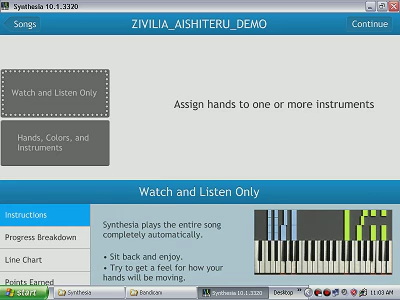 Synthesia 10.1.3320
Songs
ZIVILIA_AISHITERU_DEMO
Continue
Watch and Listen Only
Hands, Colors, and
Instruments
Assign hands to one or more instruments
Watch and Listen Only
Instructions
Progress Breakdown
Line Chart
Points Earned
Synthesia plays the entire song
completely automatically.
• Sit back and enjoy.
• Try to get a feel for how your
hands will be moving.
start
Synthesia
Bandicam
Synthesia 10.1.3320
Desktop
11:03 AM